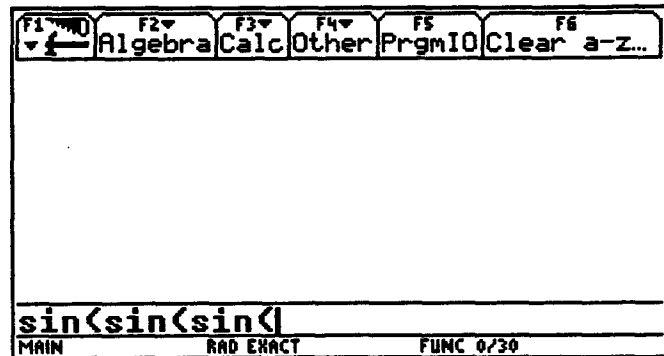 F1 F2 F3 F4 F5 F6
Algebra Calc Other PrgmIO Clear a-z...
sin(sin(sin(
MAIN RAD EXACT FUNC 0/30